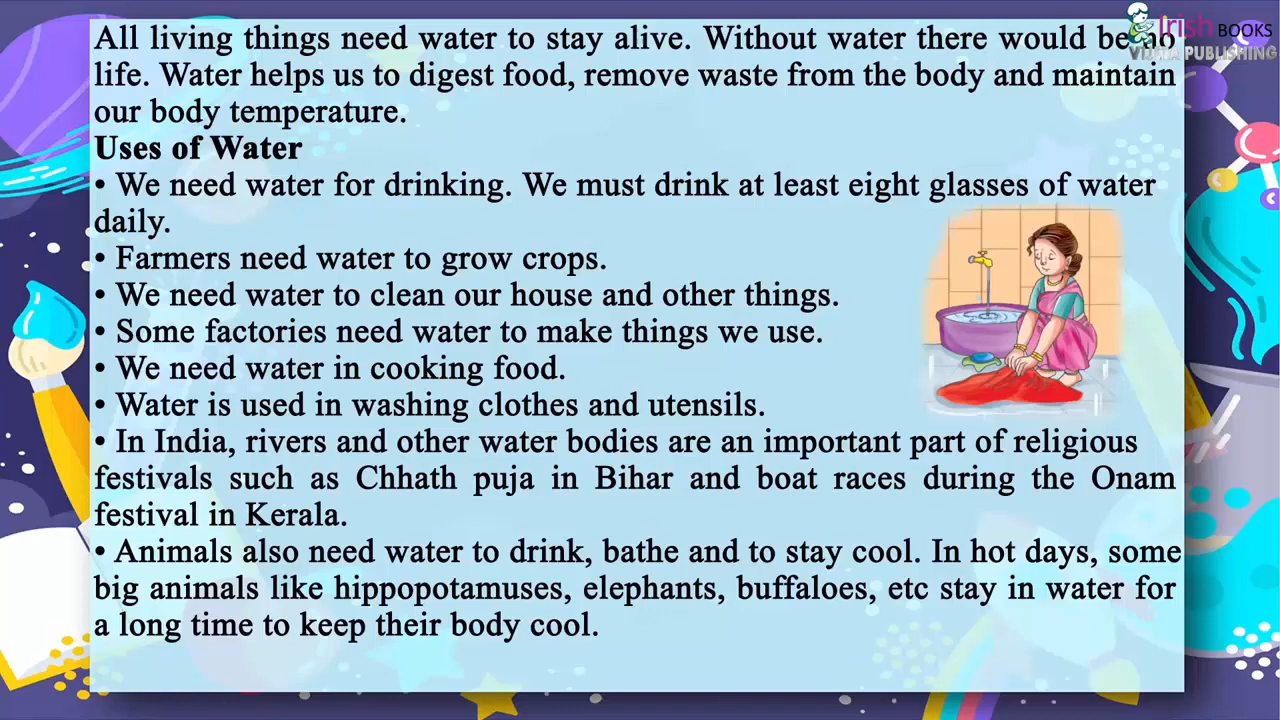 All living things need water to stay alive. Without water there would be no
life. Water helps us to digest food, remove waste from the body and maintain
our body temperature.
Uses of Water
• We need water for drinking. We must drink at least eight glasses of water
daily.
• Farmers need water to grow crops.
• We need water to clean our house and other things.
• Some factories need water to make things we use.
• We need water in cooking food.
• Water is used in washing clothes and utensils.
• In India, rivers and other water bodies are an important part of religious
festivals such as Chhath puja in Bihar and boat races during the Onam
festival in Kerala.
• Animals also need water to drink, bathe and to stay cool. In hot days, some
big animals like hippopotamuses, elephants, buffaloes, etc stay in water for
a long time to keep their body cool.
Irish BOOKS
PUBLISHING